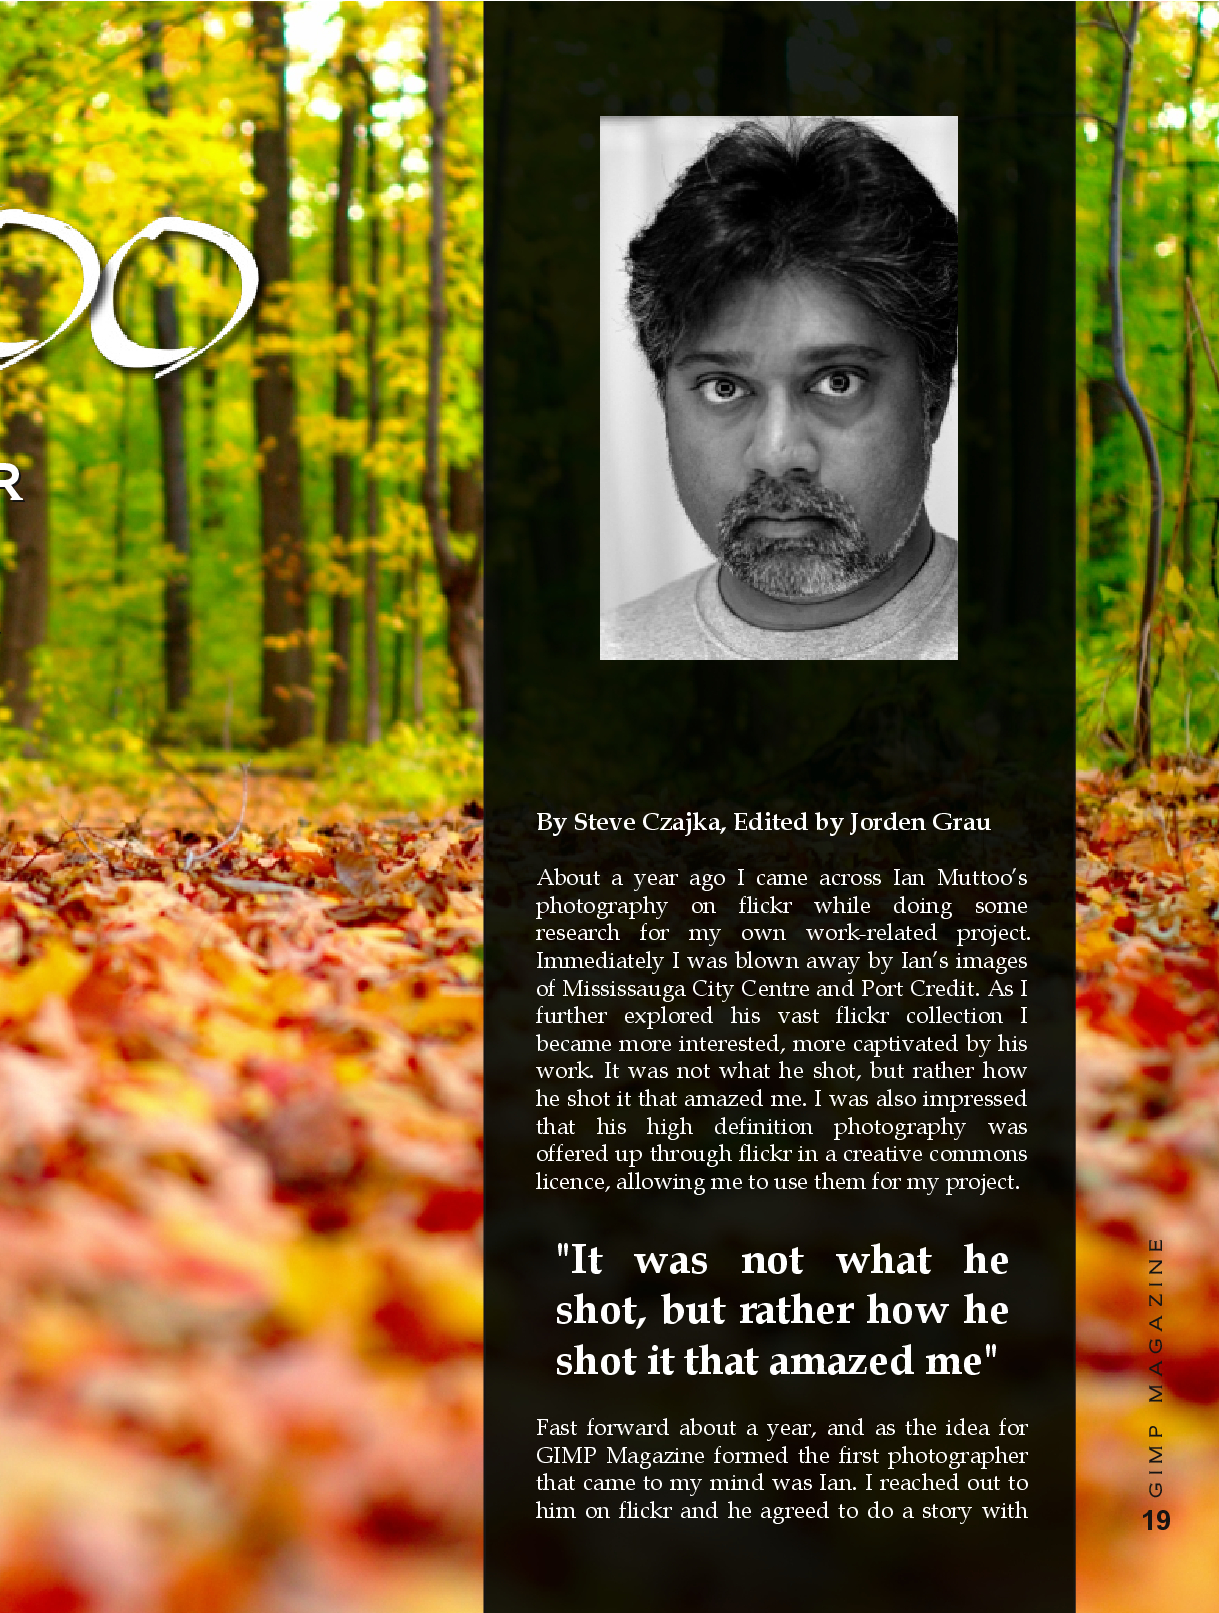 OO
R
By Steve Czajka, Edited by Jorden Grau
About a year ago I came across Ian Muttoo’s
photography on flickr while doing some
research for my own work-related project.
Immediately I was blown away by Ian’s images
of Mississauga City Centre and Port Credit. As I
further explored his vast flickr collection I
became more interested, more captivated by his
work. It was not what he shot, but rather how
he shot it that amazed me. I was also impressed
that his high definition photography was
offered up through flickr in a creative commons
licence, allowing me to use them for my project.
"It was not what he
shot, but rather how he
shot it that amazed me"
Fast forward about a year, and as the idea for
GIMP Magazine formed the first photographer
that came to my mind was Ian. I reached out to
him on flickr and he agreed to do a story with
GIMP MAGAZINE
19